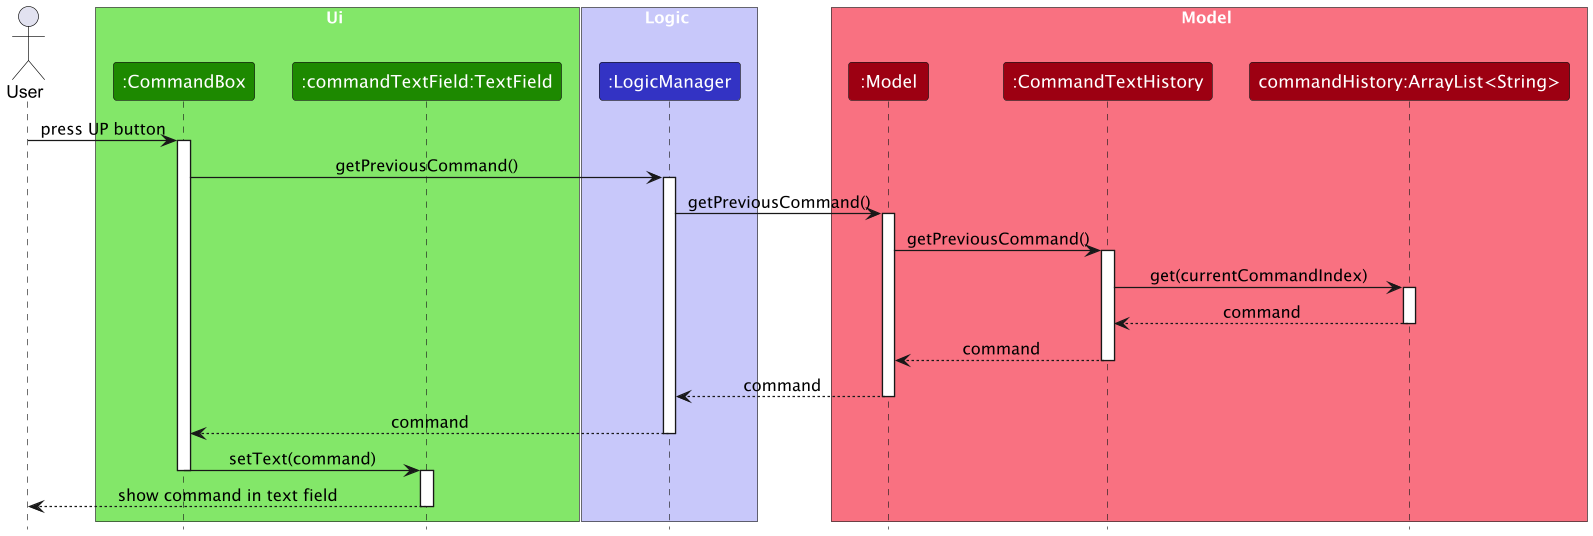 Ui
Logic
Model
User
:CommandBox
:commandTextField:TextField
:LogicManager
:Model
:CommandTextHistory
commandHistory:ArrayList<String>
press UP button
getPreviousCommand()
getPreviousCommand()
getPreviousCommand()
get(currentCommandIndex)
command
command
command
command
setText(command)
show command in text field